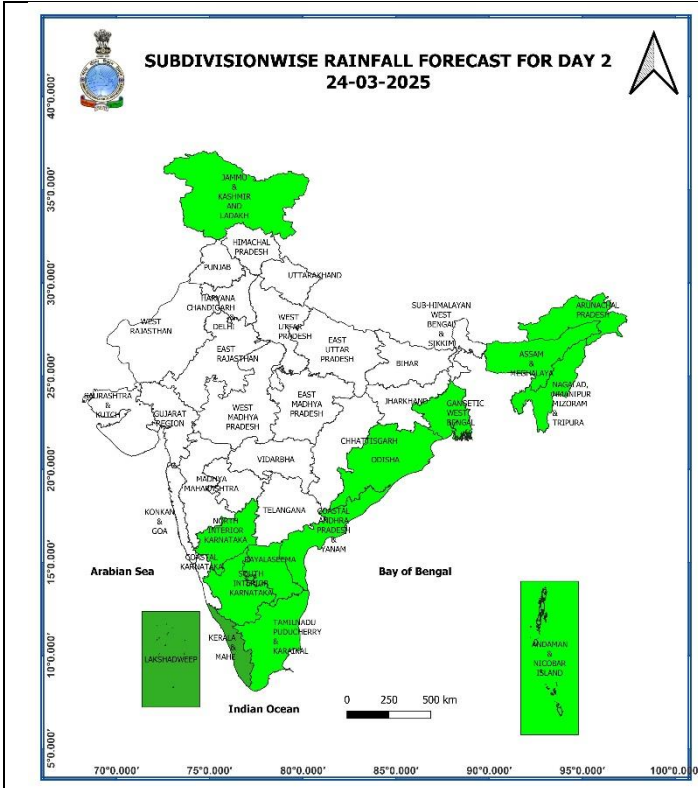 SUBDIVISIONWISE RAINFALL FORECAST FOR DAY 2
24-03-2025
40°0.000'
35°0.000'
30°0.000'
25°0.000'
20°0.000'
15°0.000'
10°0.000'
5°0.000'
JAMMU
&
KASHMIR
AND
LADAKH
HIMACHAL
PRADESH
PUNJAB
UTTARAKHAND
HARYANA
CHANDIGARH
DELHI
WEST
RAJASTHAN
EAST
RAJASTHAN
WEST
UTTAR
PRADESH
EAST
UTTAR
PRADESH
SUB-HIMALAYAN
WEST
BENGAL
&
SIKKIM
ARUNACHAL
PRADESH
ASSAM
&
MEGHALAYA
MIZORAM
&
TRIPURA
BIHAR
JHARKHAND
GANGETIC
WEST
BENGAL
SAURASHTRA
&
KUTCH
GUJARAT
REGION
WEST
MADHYA
PRADESH
EAST
MADHYA
PRADESH
CHHATTISGARH
ODISHA
VIDARBHA
MADHYA
MAHARASHTRA
KONKAN
&
GOA
TELANGANA
COASTAL
ANDHRA
PRADESH
&
YANAM
NORTH
INTERIOR
KARNATAKA
COASTAL
KARNATAKA
RAYALASEEMA
SOUTH
INTERIOR
KARNATAKA
Arabian Sea
Bay of Bengal
TAMILNADU
PUDUCHERRY
&
KARAIKAL
KERALA
&
MAHE
LAKSHADWEEP
ANDAMAN
&
NICOBAR
ISLAND
Indian Ocean
0 250 500 km
70°0.000' 75°0.000' 80°0.000' 85°0.000' 90°0.000' 95°0.000' 100°0.000'